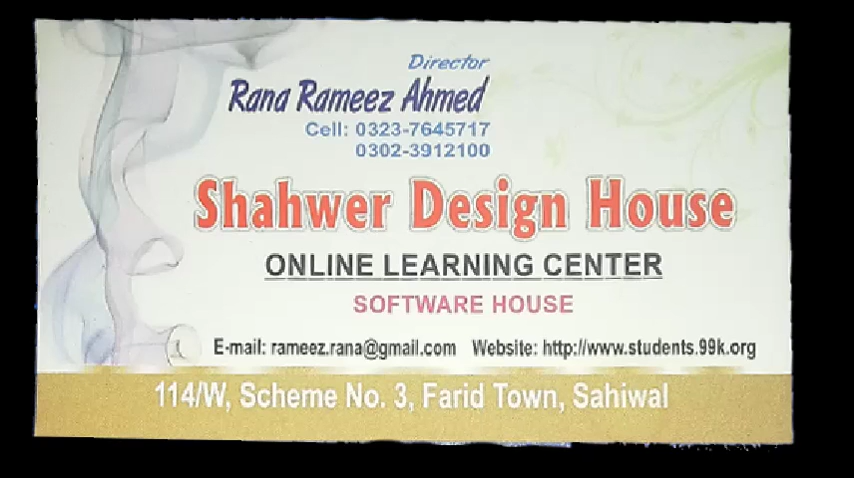 Director
Rana Rameez Ahmed
Cell: 0323-7645717
0302-3912100
Shahwer Design House
ONLINE LEARNING CENTER
SOFTWARE HOUSE
E-mail: rameez.rana@gmail.com Website: http://www.students.99k.org
114/W, Scheme No. 3, Farid Town, Sahiwal